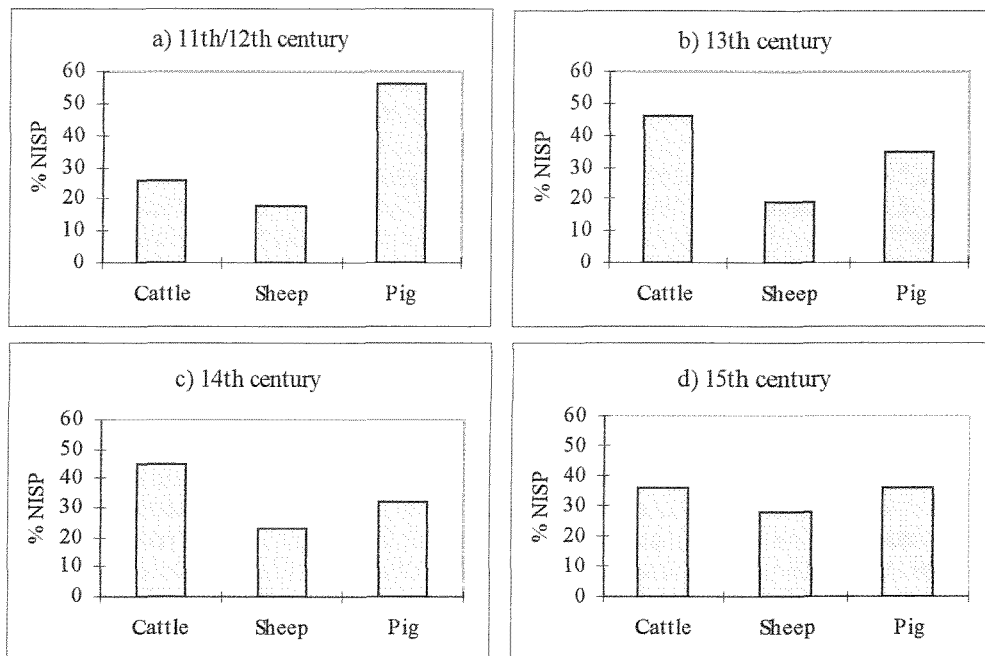 a) 11th/12th century
% NISP
60
50
40
30
20
10
0
Cattle Sheep Pig
b) 13th century
% NISP
60
50
40
30
20
10
0
Cattle Sheep Pig
c) 14th century
% NISP
60
50
40
30
20
10
0
Cattle Sheep Pig
d) 15th century
% NISP
60
50
40
30
20
10
0
Cattle Sheep Pig